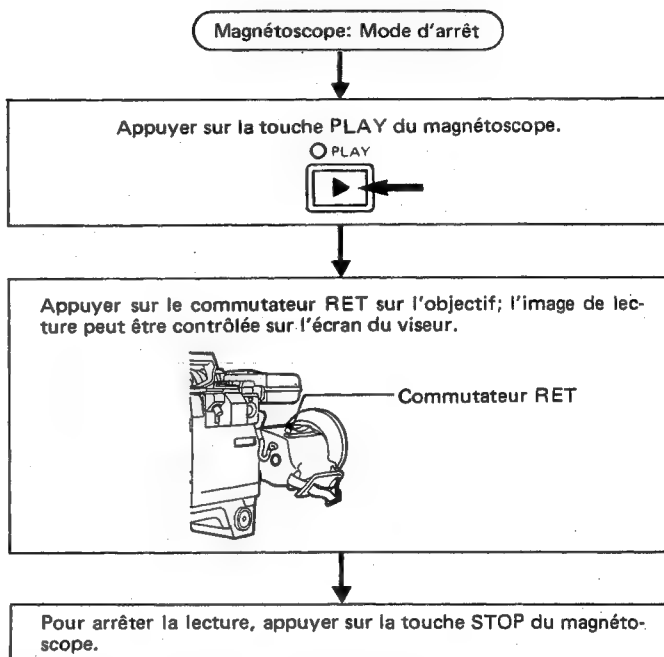 Magnétoscope: Mode d'arrêt
Appuyer sur la touche PLAY du magnétoscope.
PLAY
Appuyer sur le commutateur RET sur l'objectif; l'image de lec-
ture peut être contrôlée sur l'écran du viseur.
Commutateur RET
Pour arrêter la lecture, appuyer sur la touche STOP du magnéto-
scope.